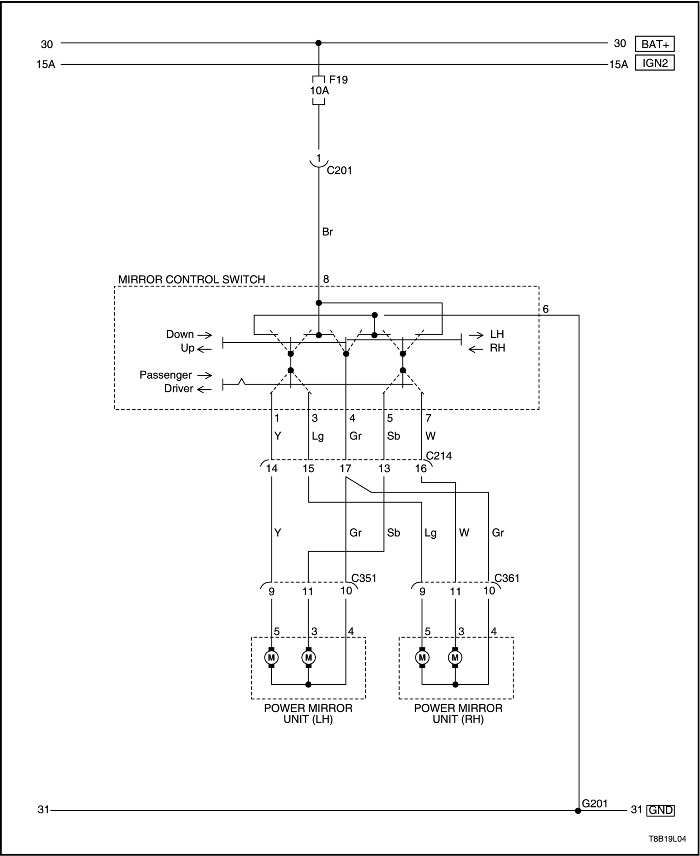 30 30 BAT+
15A 15A IGN2
F19
10A
1
C201
Br
MIRROR CONTROL SWITCH 8
6
Down LH
Up RH
Passenger
Driver
1 3 4 5 7
Y Lg Gr Sb W
C214
14 15 17 13 16
Y Gr Sb Lg W Gr
C351 C361
9 11 10 9 11 10
5 3 4 5 3 4
M M M M
POWER MIRROR POWER MIRROR
UNIT (LH) UNIT (RH)
G201
31 31 GND
T8B19L04